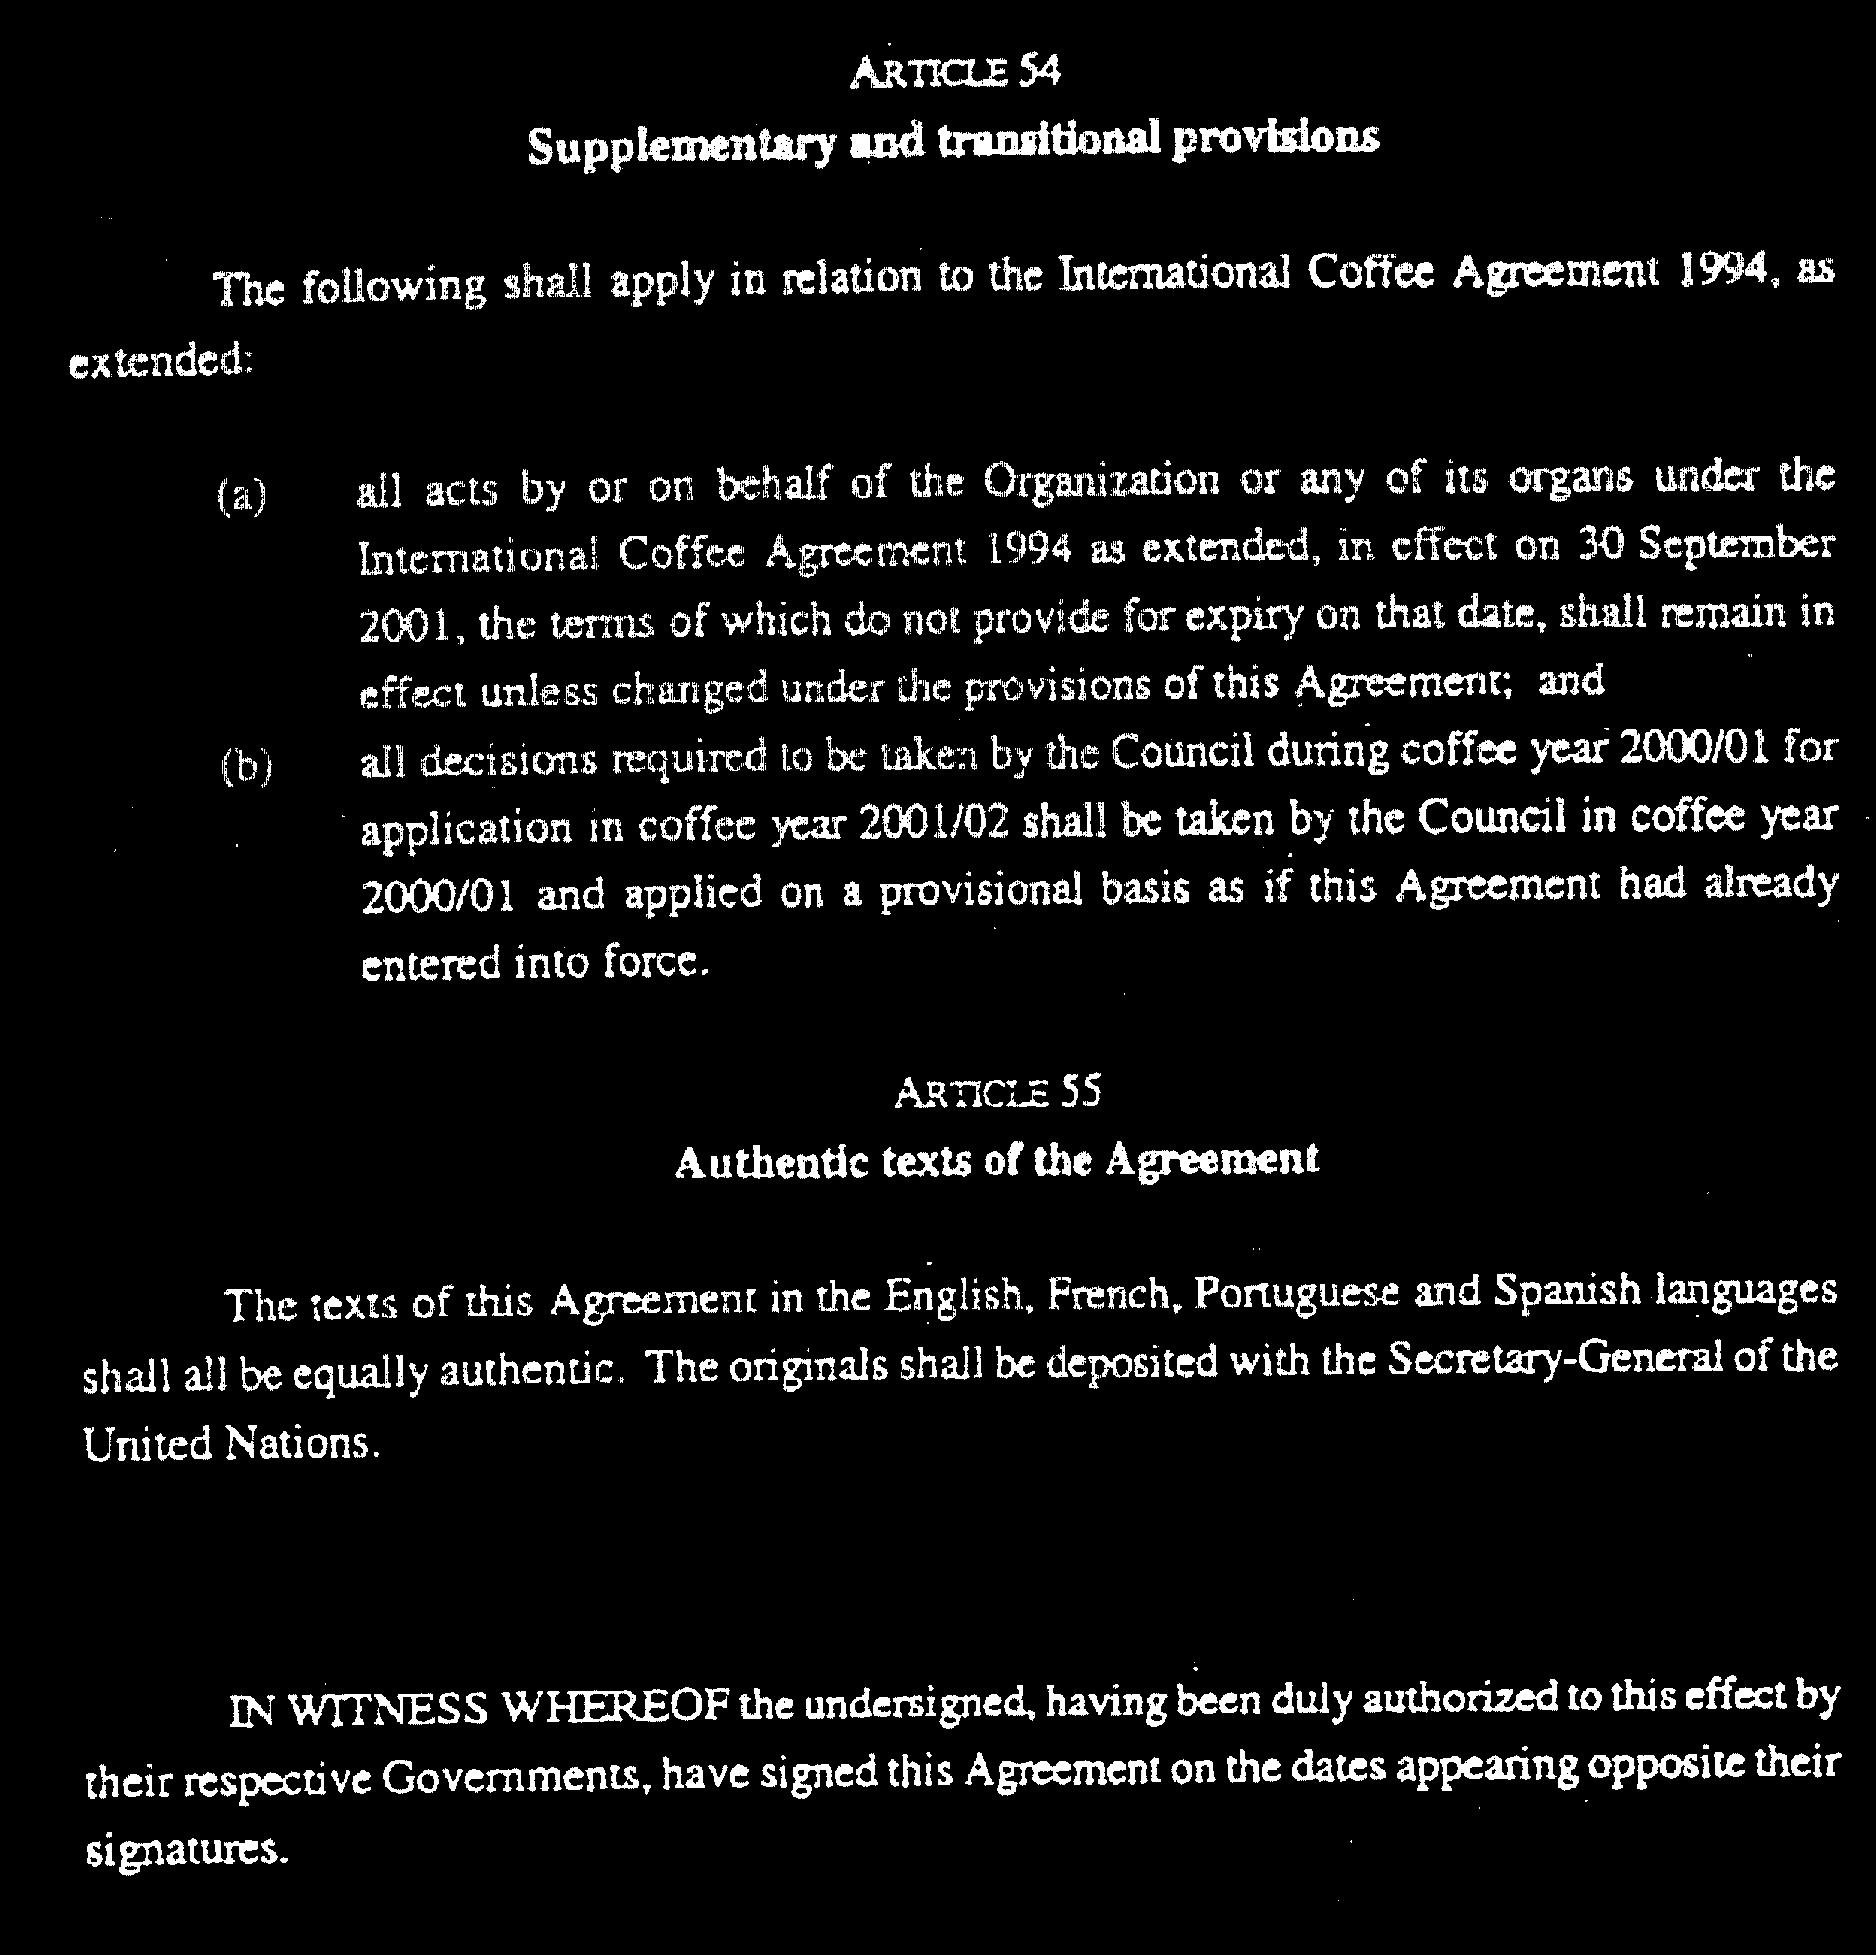 ARTICLE 54
Supplementary and transitional provisions
The following shall apply in relation to the International Coffee Agreement 1994, as
extended:
(a) all acts by or on behalf of the Organization or any of its organs under the
International Coffee Agreement 1994 as extended, in effect on 30 September
2001, the terms of which do not provide for expiry on that date, shall remain in
effect unless changed under the provisions of this Agreement; and
(b) all decisions required to be taken by the Council during coffee year 2000/01 for
application in coffee year 2001/02 shall be taken by the Council in coffee year
2000/01 and applied on a provisional basis as if this Agreement had already
entered into force.
ARTICLE 55
Authentic texts of the Agreement
The texts of this Agreement in the English, French, Portuguese and Spanish languages
shall all be equally authentic. The originals shall be deposited with the Secretary-General of the
United Nations.
IN WITNESS WHEREOF the undersigned, having been duly authorized to this effect by
their respective Governments, have signed this Agreement on the dates appearing opposite their
signatures.